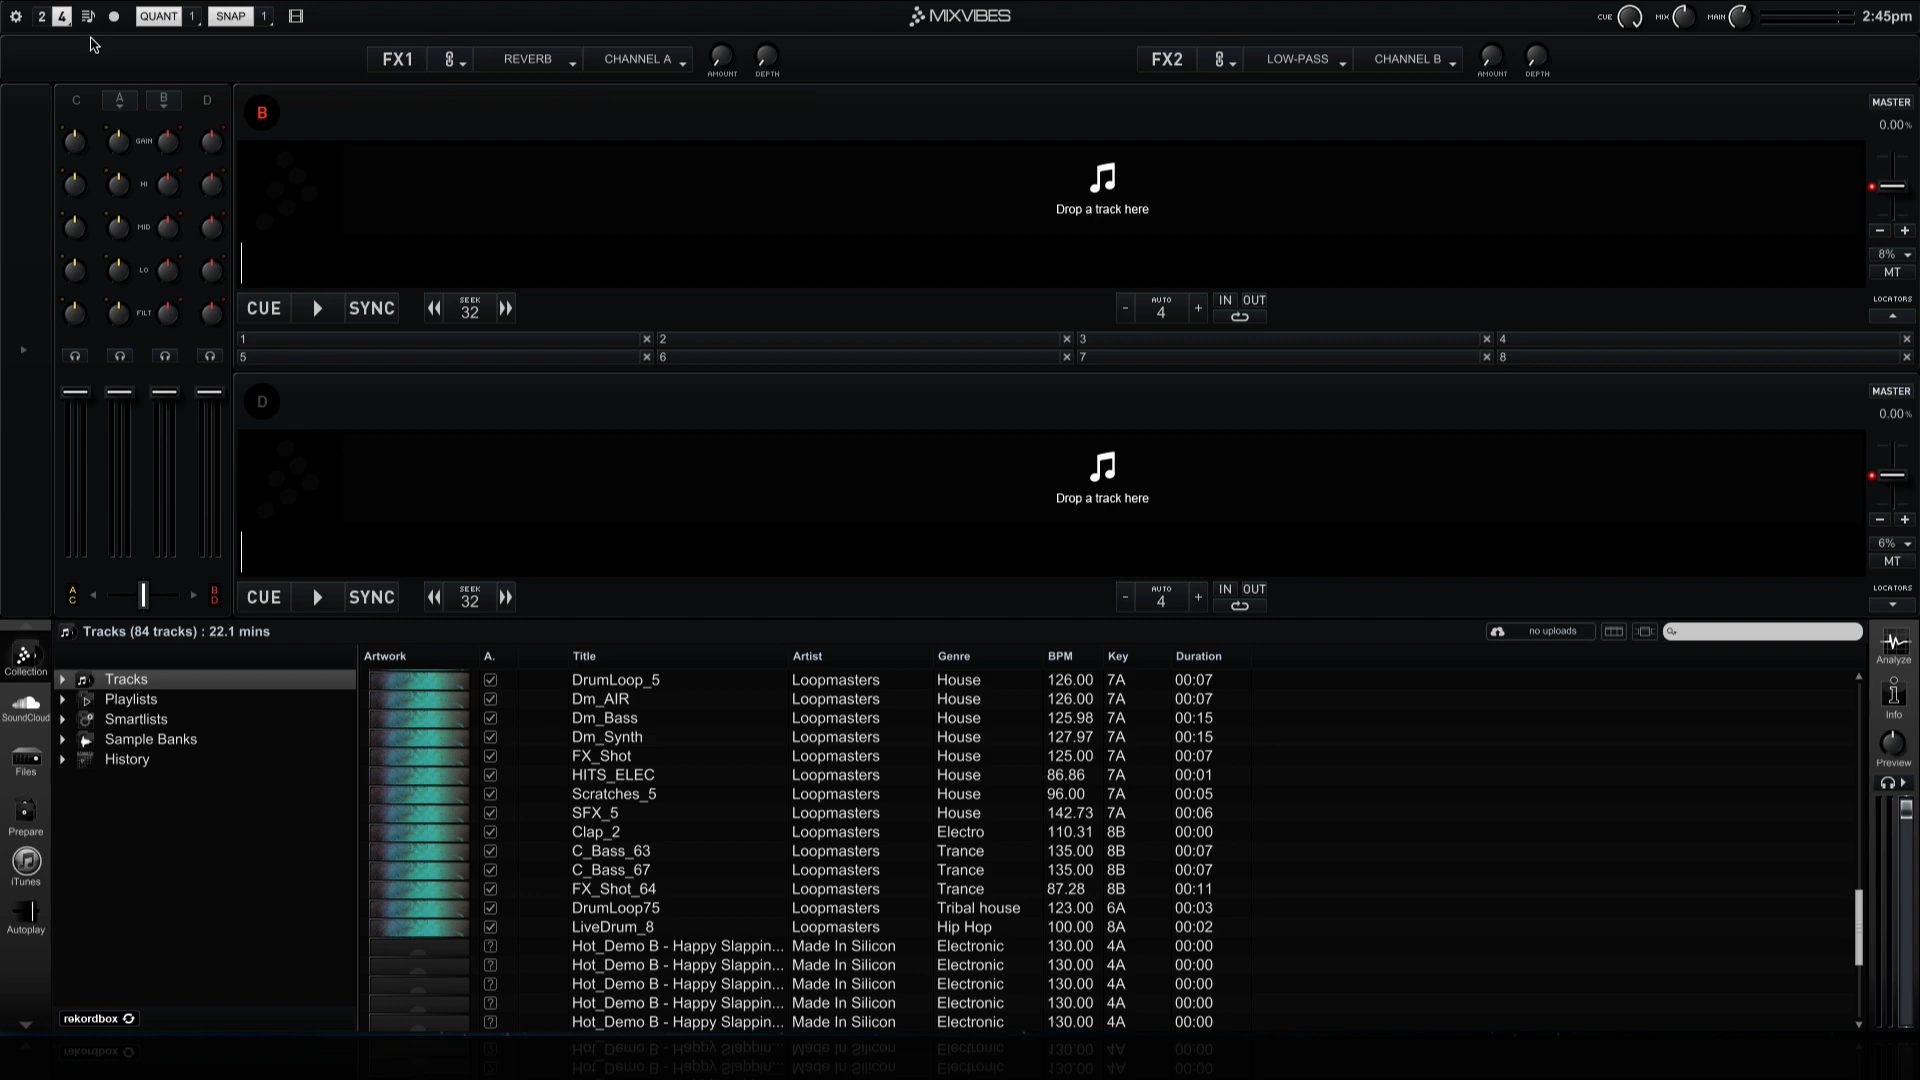 2 4 QUANT 1 SNAP 1 MIXVIBES CUE MIX MAIN 2:45pm
FX1 REVERB CHANNEL A AMOUNT DEPTH FX2 LOW-PASS CHANNEL B AMOUNT DEPTH
C A B D
GAIN
HI
MID
LO
FILT
A C B D
B
Drop a track here
MASTER
0.00%
- +
8%
MT
LOCATORS
CUE SYNC SEEK 32 - AUTO 4 + IN OUT
1 × 2 × 3 × 4 ×
5 × 6 × 7 × 8 ×
D
Drop a track here
MASTER
0.00%
- +
6%
MT
LOCATORS
CUE SYNC SEEK 32 - AUTO 4 + IN OUT
Tracks (84 tracks) : 22.1 mins no uploads
Collection
SoundCloud
Files
Prepare
iTunes
Autoplay
Tracks
Playlists
Smartlists
Sample Banks
History
rekordbox
Artwork A. Title Artist Genre BPM Key Duration
DrumLoop_5 Loopmasters House 126.00 7A 00:07
Dm_AIR Loopmasters House 126.00 7A 00:07
Dm_Bass Loopmasters House 125.98 7A 00:15
Dm_Synth Loopmasters House 127.97 7A 00:15
FX_Shot Loopmasters House 125.00 7A 00:07
HITS_ELEC Loopmasters House 86.86 7A 00:01
Scratches_5 Loopmasters House 96.00 7A 00:05
SFX_5 Loopmasters House 142.73 7A 00:06
Clap_2 Loopmasters Electro 110.31 8B 00:00
C_Bass_63 Loopmasters Trance 135.00 8B 00:07
C_Bass_67 Loopmasters Trance 135.00 8B 00:07
FX_Shot_64 Loopmasters Trance 87.28 8B 00:11
DrumLoop75 Loopmasters Tribal house 123.00 6A 00:03
LiveDrum_8 Loopmasters Hip Hop 100.00 8A 00:02
Hot_Demo B - Happy Slappin... Made In Silicon Electronic 130.00 4A 00:00
Hot_Demo B - Happy Slappin... Made In Silicon Electronic 130.00 4A 00:00
Hot_Demo B - Happy Slappin... Made In Silicon Electronic 130.00 4A 00:00
Hot_Demo B - Happy Slappin... Made In Silicon Electronic 130.00 4A 00:00
Hot_Demo B - Happy Slappin... Made In Silicon Electronic 130.00 4A 00:00
Analyze
Info
Preview